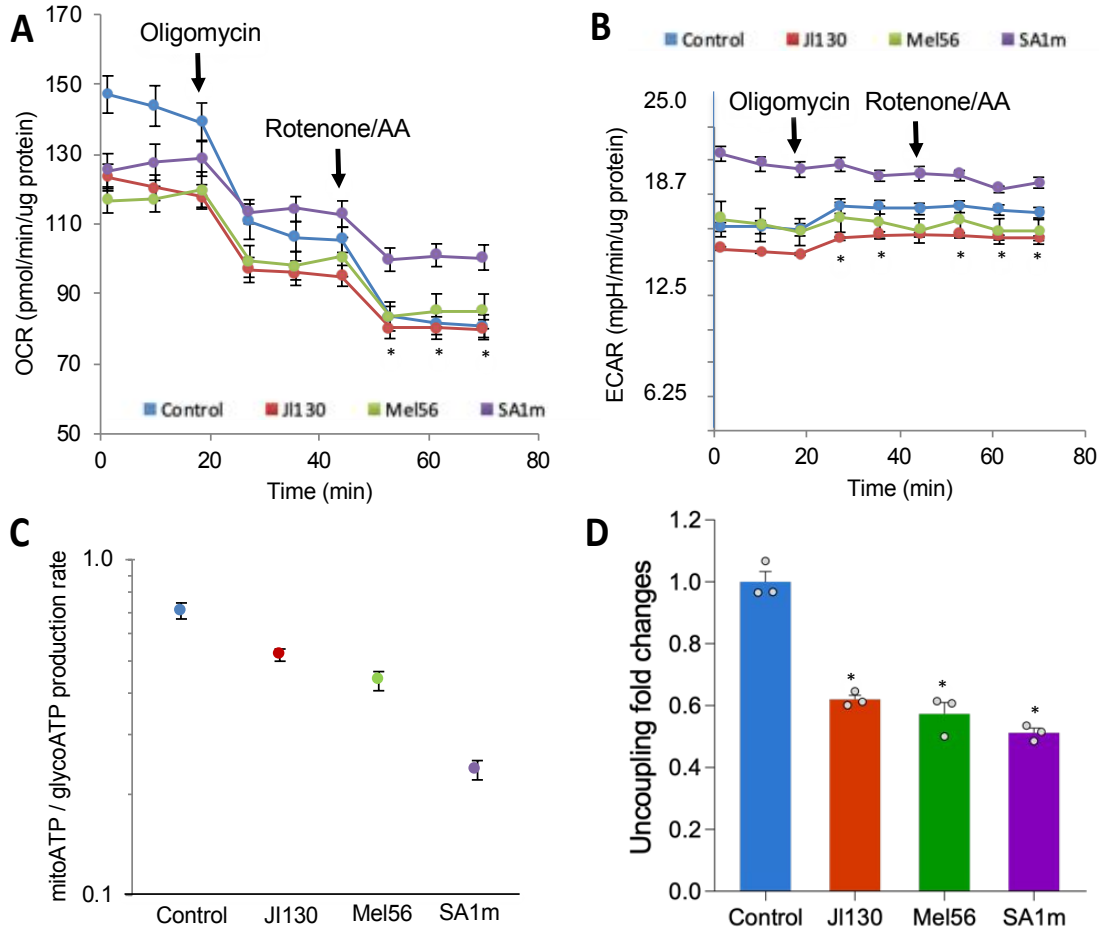 A
170
150
130
110
90
70
50
OCR (pmol/min/ug protein)
Oligomycin
Rotenone/AA
Control JI130 Mel56 SA1m
0 20 40 60 80
Time (min)
B
Control JI130 Mel56 SA1m
25.0
18.7
12.5
6.25
ECAR (mpH/min/ug protein)
Oligomycin Rotenone/AA
* * * * *
0 20 40 60 80
Time (min)
* * *
C
mitoATP / glycoATP production rate
1.0
0.1
Control JI130 Mel56 SA1m
D
Uncoupling fold changes
1.2
1.0
0.8
0.6
0.4
0.2
0.0
* * *
Control JI130 Mel56 SA1m